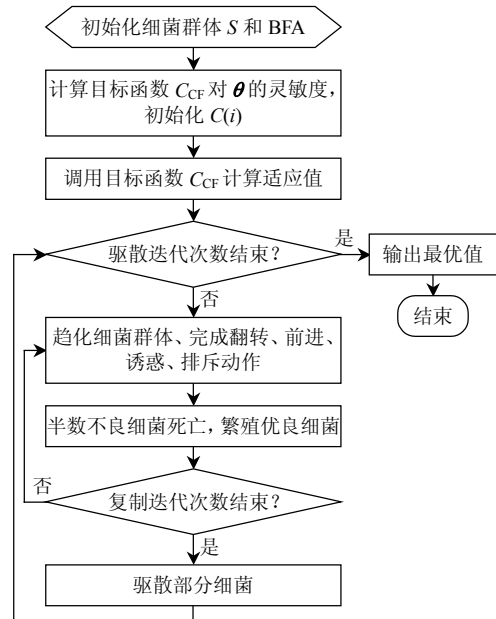 初始化细菌群体 S 和 BFA
计算目标函数 CCF 对 θ 的灵敏度，
初始化 C(i)
调用目标函数 CCF 计算适应值
驱散迭代次数结束？
是
输出最优值
否
结束
趋化细菌群体、完成翻转、前进、
诱惑、排斥动作
半数不良细菌死亡，繁殖优良细菌
否
复制迭代次数结束？
是
驱散部分细菌